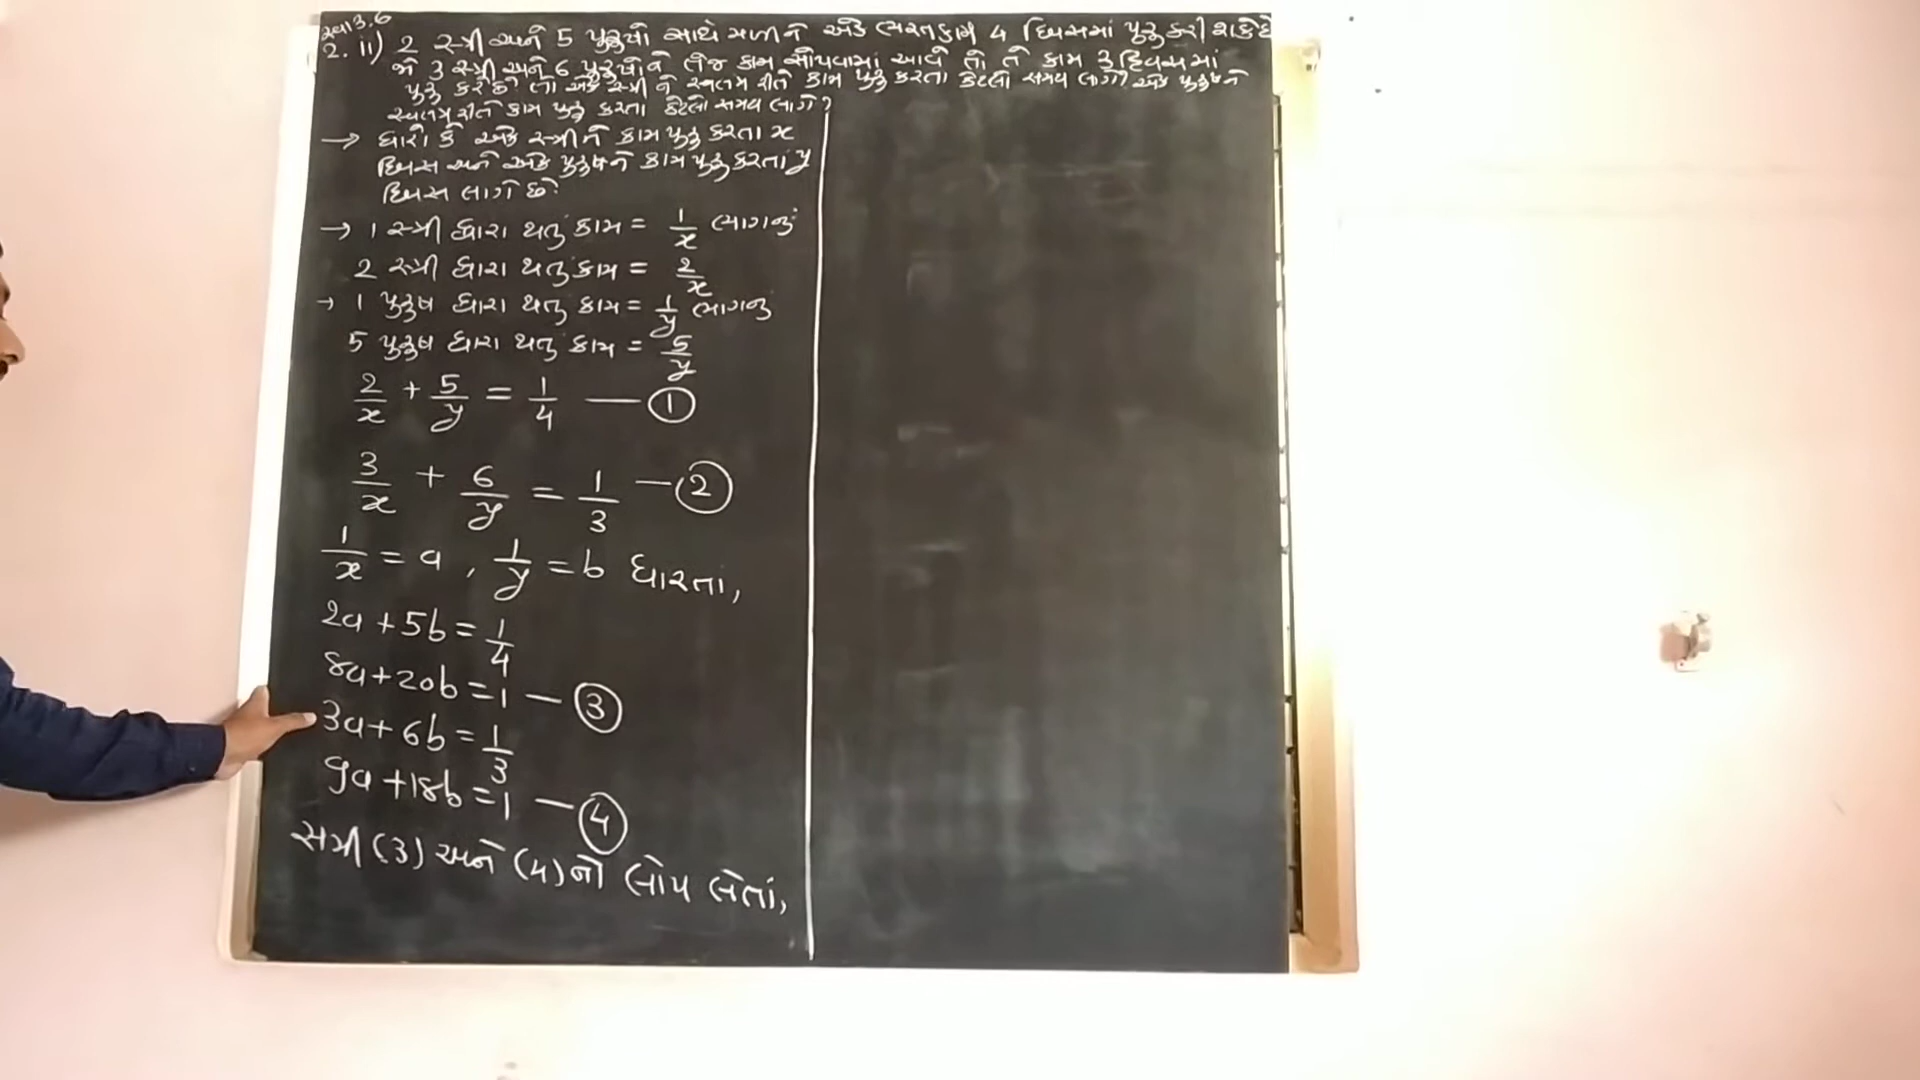 સ્વા 3.6
2. ii) 2 સ્ત્રી અને 5 પુરુષો સાથે મળીને એક ભરતકામ 4 દિવસમાં પુરુ કરી શકે છે
જો 3 સ્ત્રી અને 6 પુરુષોને તેજ કામ સોંપવામાં આવે તો તે કામ 3 દિવસમાં
પુરુ કરે છે તો એક સ્ત્રી ને સ્વતંત્ર રીતે કામ પુરુ કરતા કેટલો સમય લાગે? એક પુરુષને
સ્વતંત્ર રીતે કામ પુરુ કરતા કેટલો સમય લાગે?
→ ધારો કે એક સ્ત્રીને કામ પુરુ કરતા x
દિવસ અને એક પુરુષને કામ પુરુ કરતાં y
દિવસ લાગે છે.
→ 1 સ્ત્રી દ્વારા થતું કામ = 1/x ભાગનું
2 સ્ત્રી દ્વારા થતું કામ = 2/x
→ 1 પુરુષ દ્વારા થતું કામ = 1/y ભાગનું
5 પુરુષ દ્વારા થતું કામ = 5/y
2/x + 5/y = 1/4 — ①
3/x + 6/y = 1/3 — ②
1/x = a , 1/y = b ધારતાં,
2a + 5b = 1/4
8a + 20b = 1 — ③
3a + 6b = 1/3
9a + 18b = 1 — ④
સમી (3) અને (4) નો લોપ લેતાં,